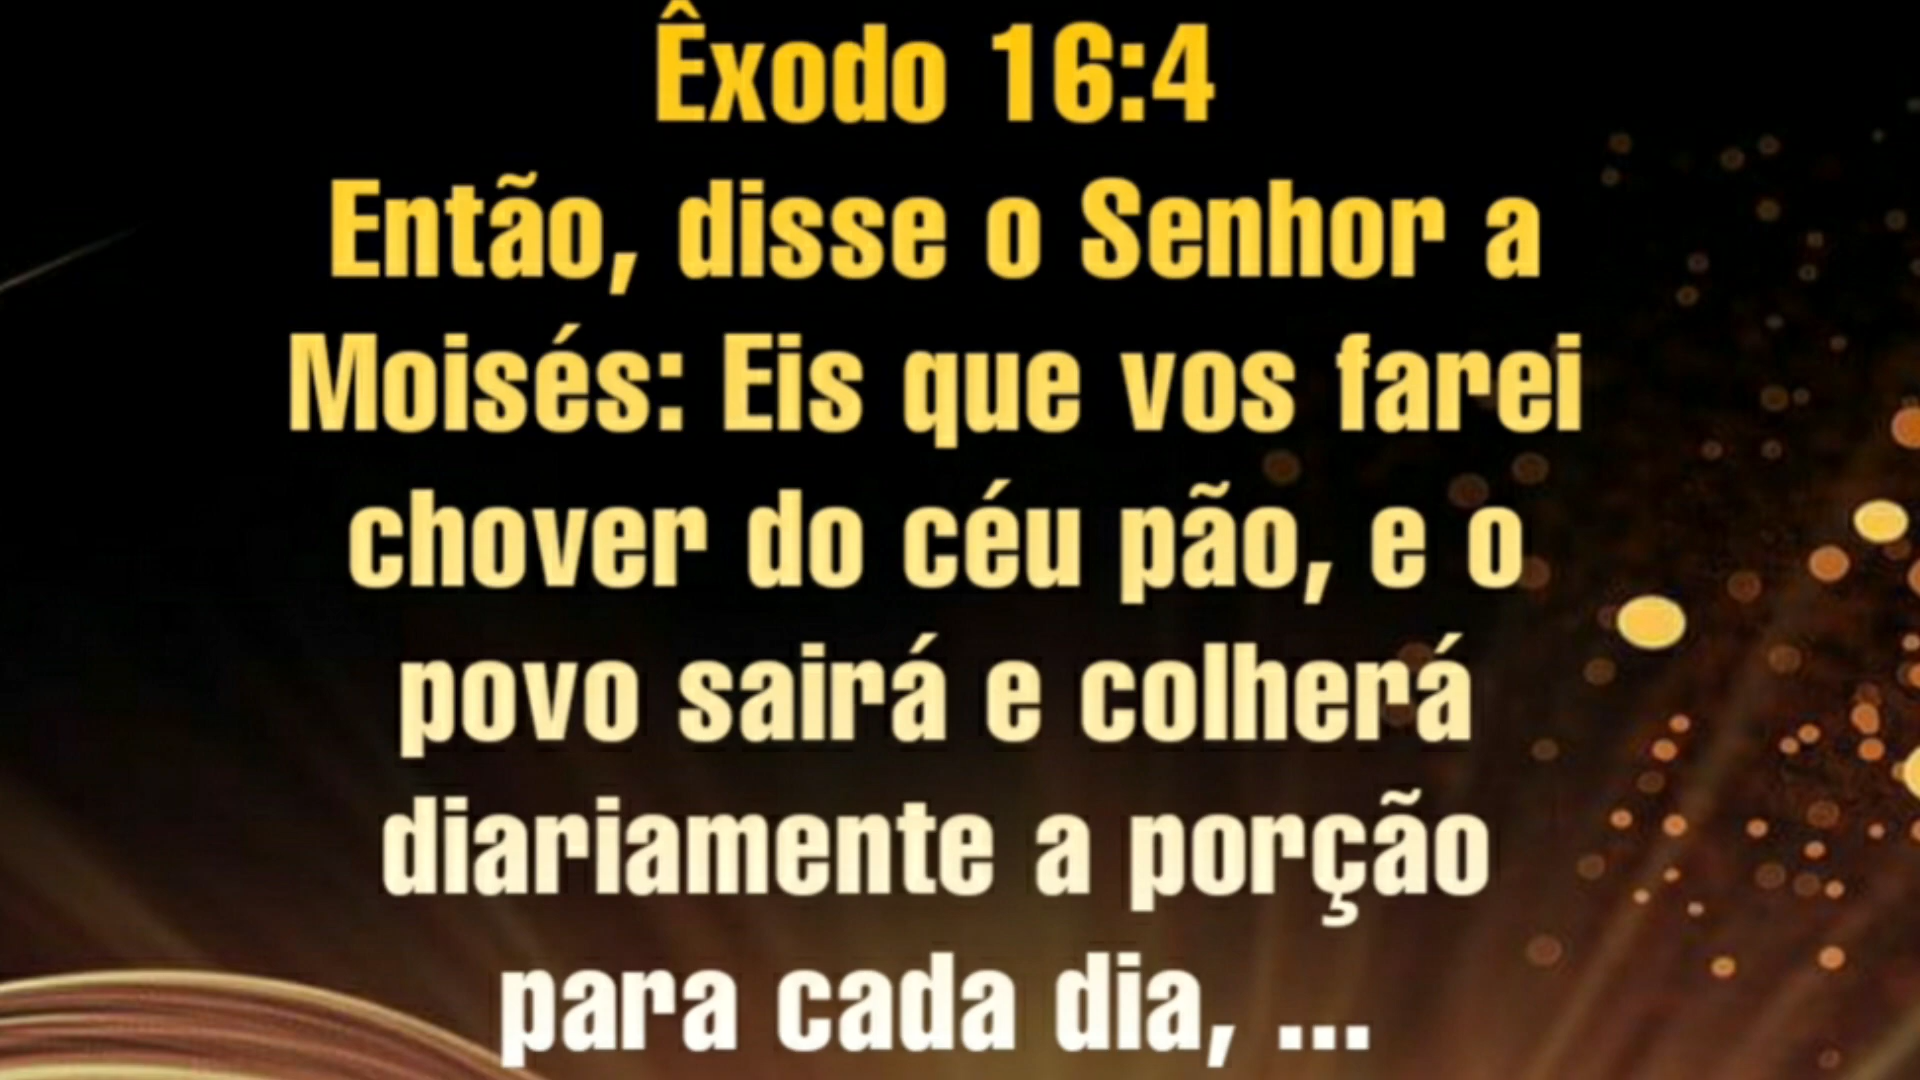 Êxodo 16:4
Então, disse o Senhor a
Moisés: Eis que vos farei
chover do céu pão, e o
povo sairá e colherá
diariamente a porção
para cada dia, ...